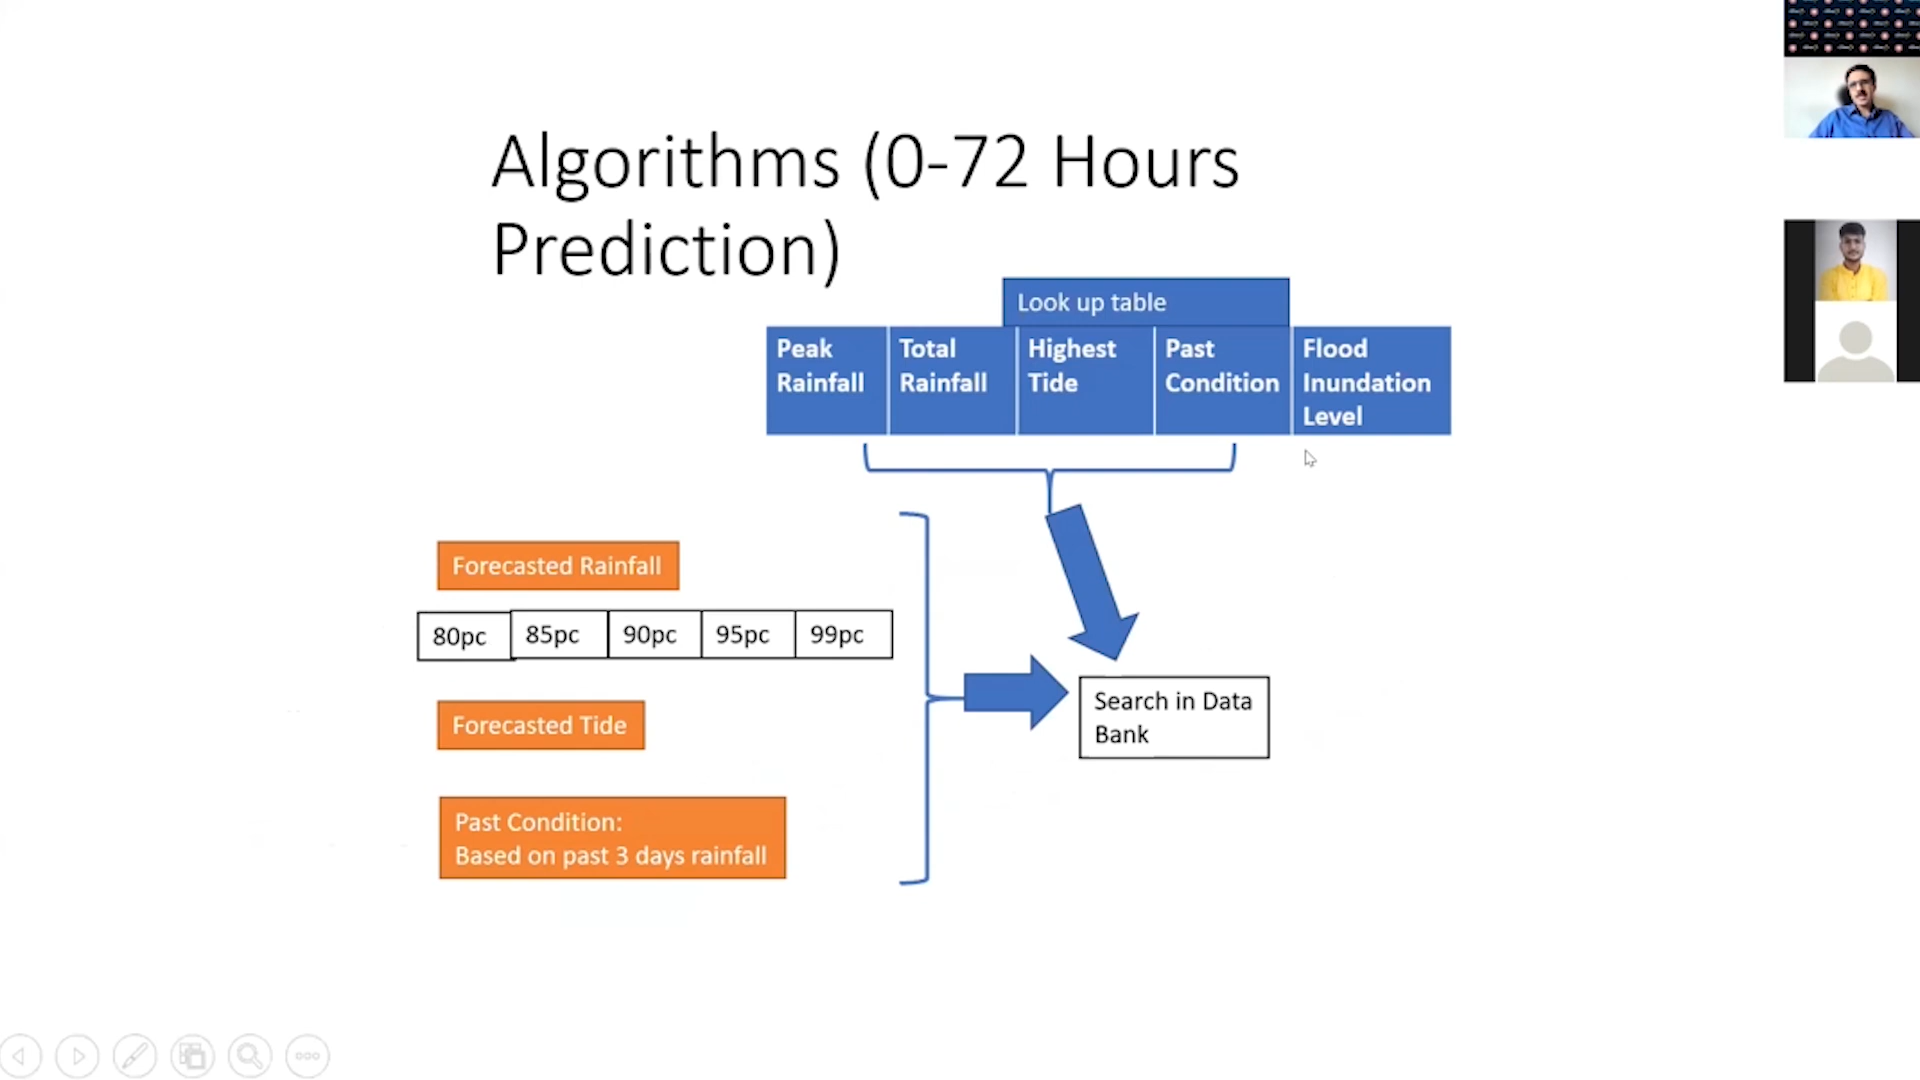 Algorithms (0-72 Hours
Prediction)
Look up table
Peak
Rainfall
Total
Rainfall
Highest
Tide
Past
Condition
Flood
Inundation
Level
Forecasted Rainfall
80pc
85pc
90pc
95pc
99pc
Forecasted Tide
Past Condition:
Based on past 3 days rainfall
Search in Data
Bank